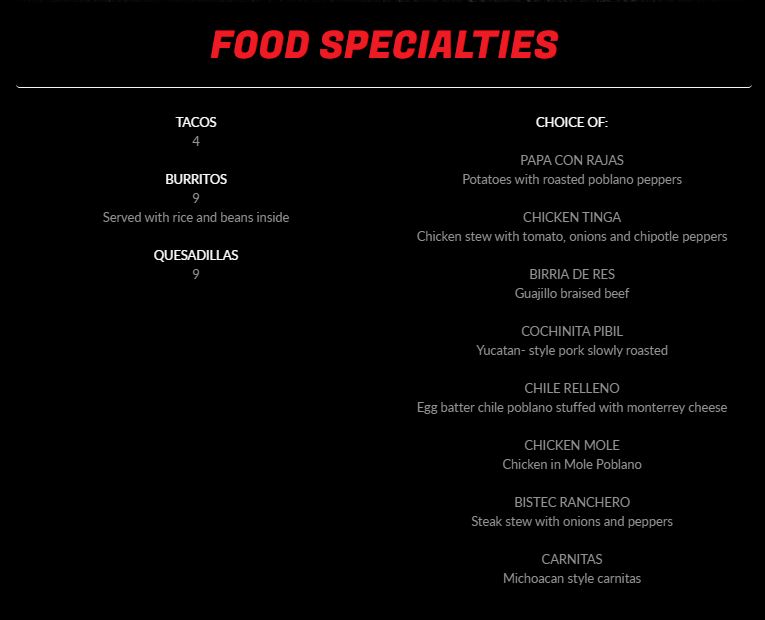 FOOD SPECIALTIES
TACOS
4
BURRITOS
9
Served with rice and beans inside
QUESADILLAS
9
CHOICE OF:
PAPA CON RAJAS
Potatoes with roasted poblano peppers
CHICKEN TINGA
Chicken stew with tomato, onions and chipotle peppers
BIRRIA DE RES
Guajillo braised beef
COCHINITA PIBIL
Yucatan- style pork slowly roasted
CHILE RELLENO
Egg batter chile poblano stuffed with monterrey cheese
CHICKEN MOLE
Chicken in Mole Poblano
BISTEC RANCHERO
Steak stew with onions and peppers
CARNITAS
Michoacan style carnitas